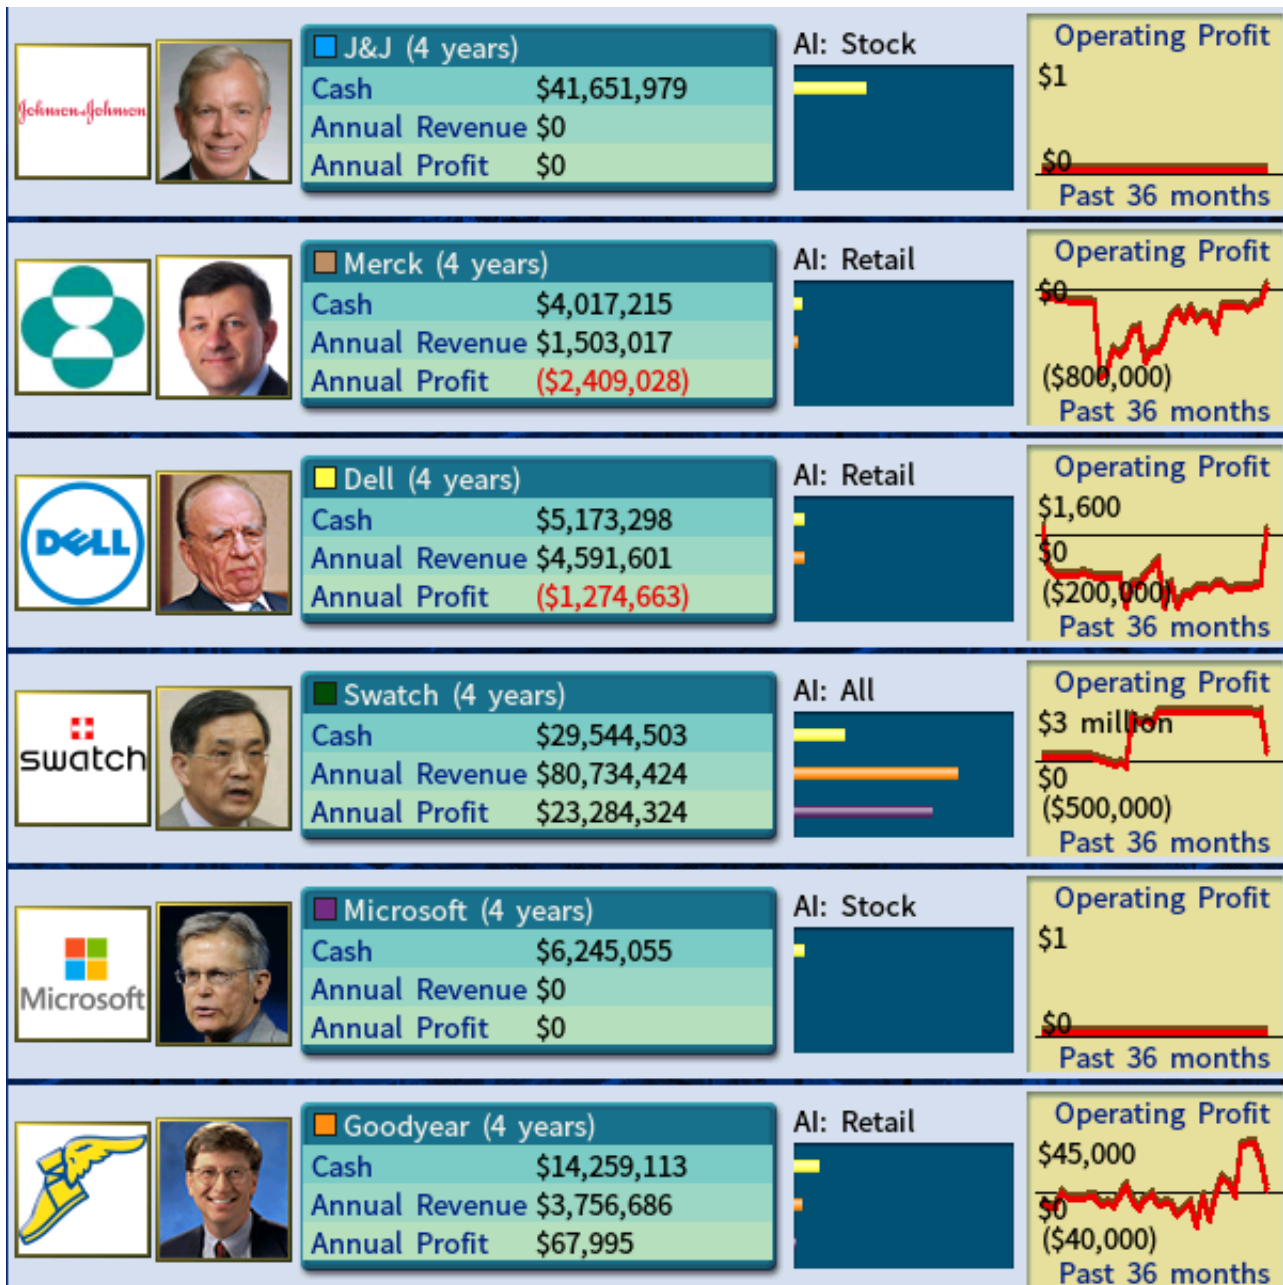 Johnson & Johnson
J&J (4 years)
Cash $41,651,979
Annual Revenue $0
Annual Profit $0
AI: Stock
Operating Profit
$1
$0
Past 36 months
Merck (4 years)
Cash $4,017,215
Annual Revenue $1,503,017
Annual Profit ($2,409,028)
AI: Retail
Operating Profit
$0
($800,000)
Past 36 months
DELL
Dell (4 years)
Cash $5,173,298
Annual Revenue $4,591,601
Annual Profit ($1,274,663)
AI: Retail
Operating Profit
$1,600
$0
($200,000)
Past 36 months
swatch
Swatch (4 years)
Cash $29,544,503
Annual Revenue $80,734,424
Annual Profit $23,284,324
AI: All
Operating Profit
$3 million
$0
($500,000)
Past 36 months
Microsoft
Microsoft (4 years)
Cash $6,245,055
Annual Revenue $0
Annual Profit $0
AI: Stock
Operating Profit
$1
$0
Past 36 months
Goodyear (4 years)
Cash $14,259,113
Annual Revenue $3,756,686
Annual Profit $67,995
AI: Retail
Operating Profit
$45,000
$0
($40,000)
Past 36 months